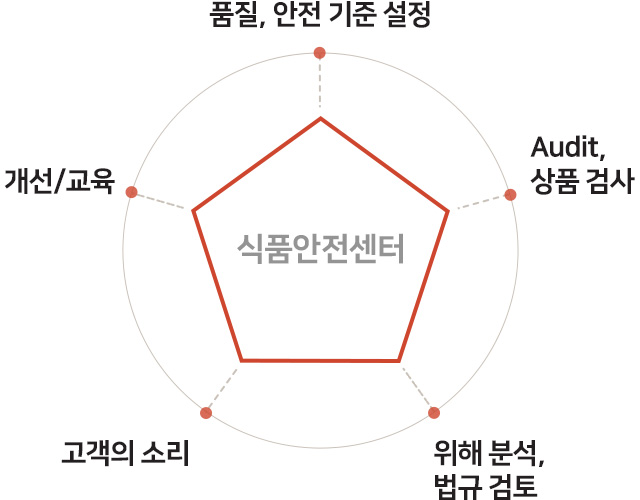 품질, 안전 기준 설정
Audit,
상품 검사
개선/교육
식품안전센터
고객의 소리
위해 분석,
법규 검토